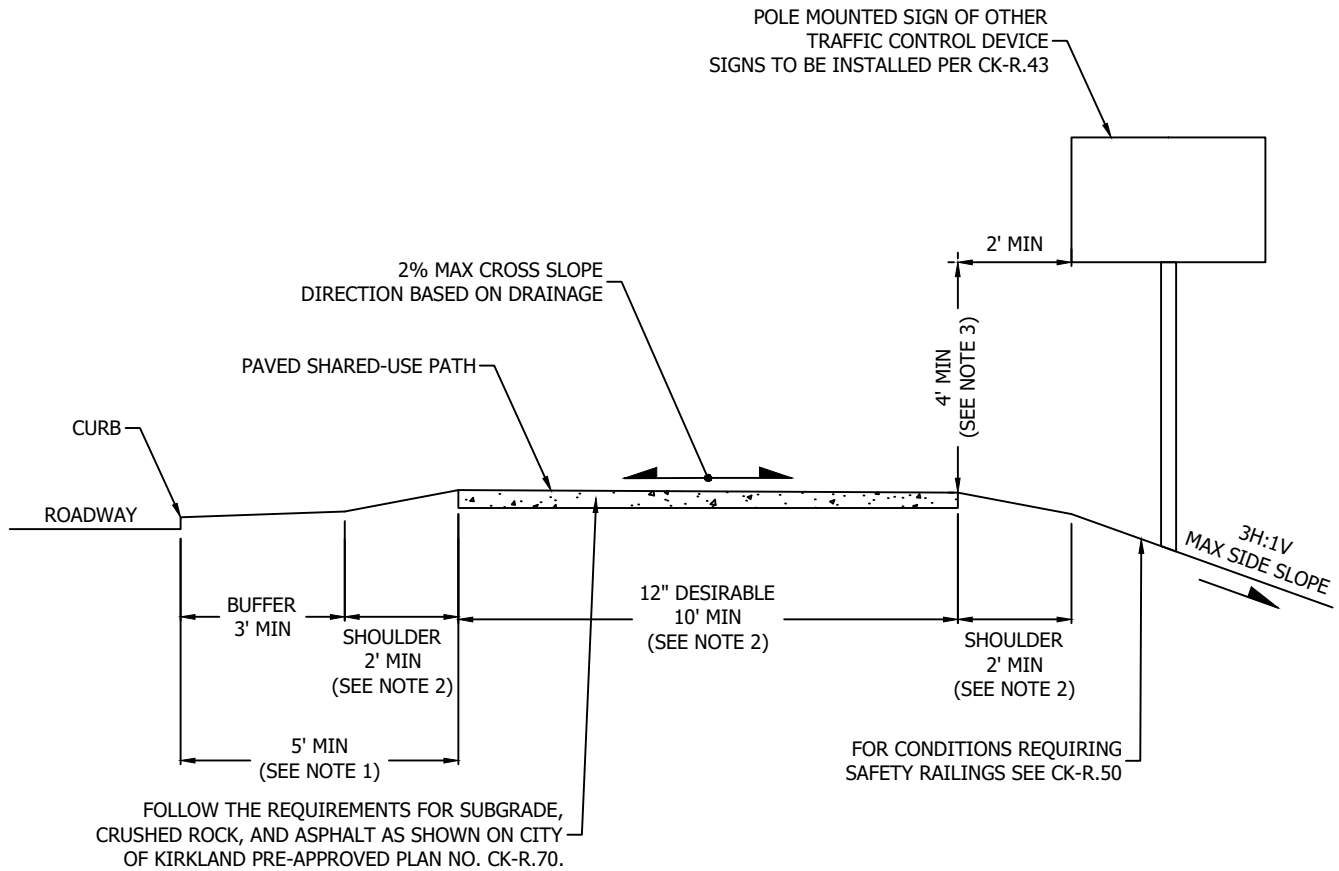 POLE MOUNTED SIGN OF OTHER
TRAFFIC CONTROL DEVICE
SIGNS TO BE INSTALLED PER CK-R.43
2' MIN
2% MAX CROSS SLOPE
DIRECTION BASED ON DRAINAGE
4' MIN
(SEE NOTE 3)
PAVED SHARED-USE PATH
CURB
ROADWAY
3H:1V
MAX SIDE SLOPE
BUFFER
3' MIN
SHOULDER
2' MIN
(SEE NOTE 2)
12" DESIRABLE
10' MIN
(SEE NOTE 2)
SHOULDER
2' MIN
(SEE NOTE 2)
5' MIN
(SEE NOTE 1)
FOR CONDITIONS REQUIRING
SAFETY RAILINGS SEE CK-R.50
FOLLOW THE REQUIREMENTS FOR SUBGRADE,
CRUSHED ROCK, AND ASPHALT AS SHOWN ON CITY
OF KIRKLAND PRE-APPROVED PLAN NO. CK-R.70.